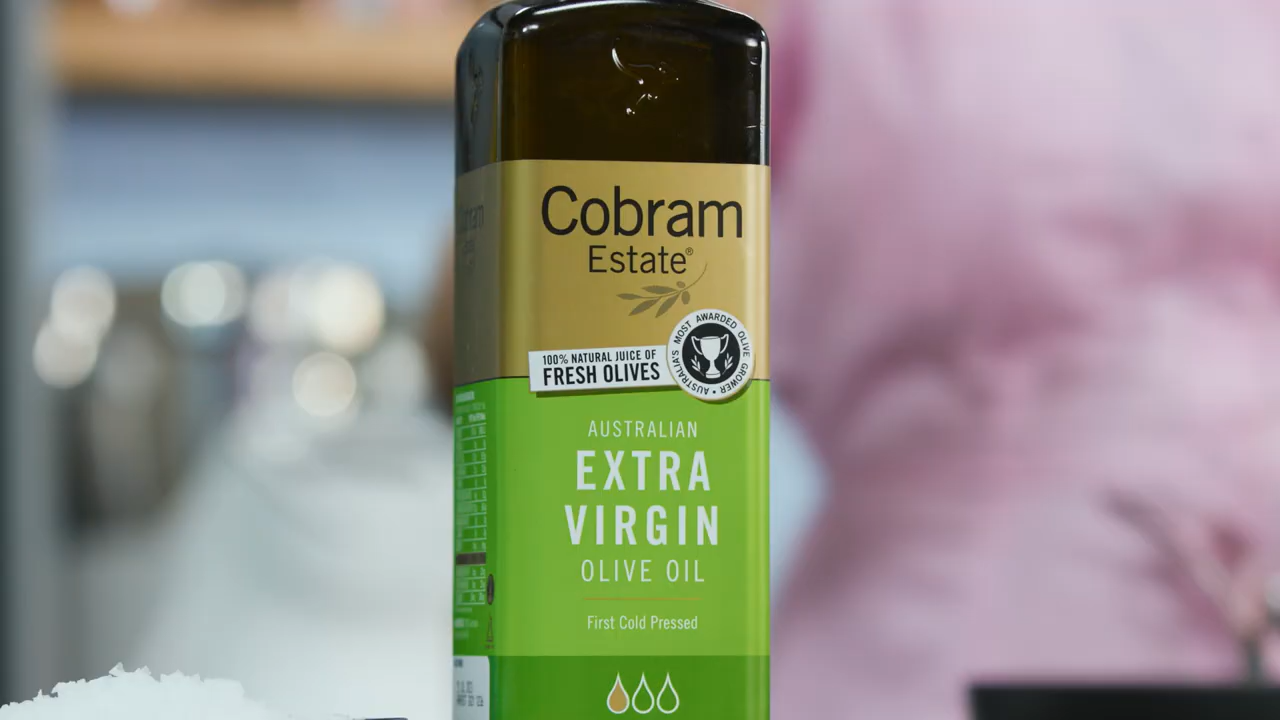 Cobram
Estate®
100% NATURAL JUICE OF
FRESH OLIVES
AUSTRALIA'S MOST AWARDED OLIVE GROWER •
AUSTRALIAN
EXTRA
VIRGIN
OLIVE OIL
First Cold Pressed